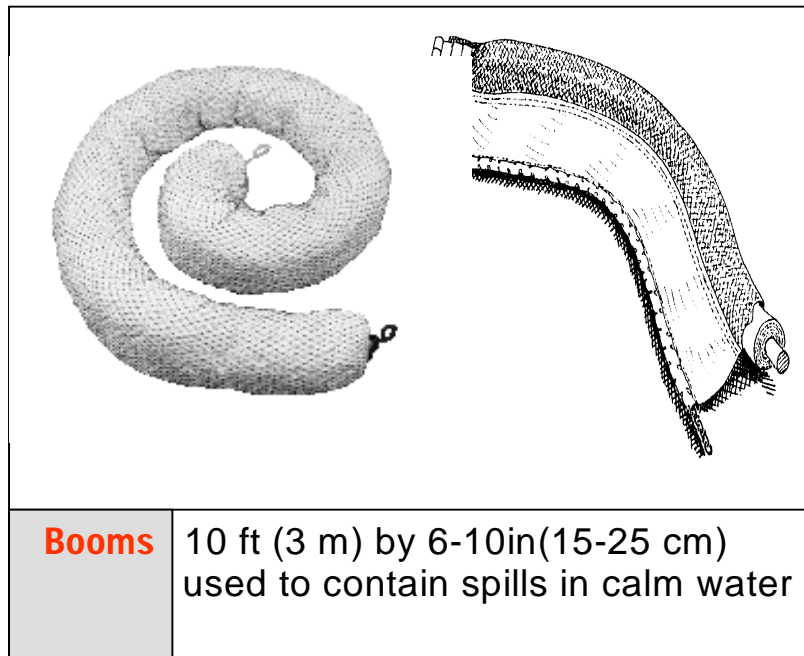 Booms
10 ft (3 m) by 6-10in(15-25 cm)
used to contain spills in calm water